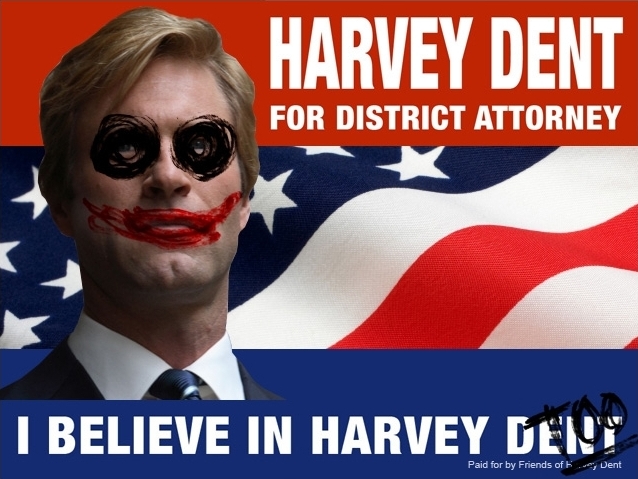 HARVEY DENT
FOR DISTRICT ATTORNEY
I BELIEVE IN HARVEY DENT
TOO
Paid for by Friends of Harvey Dent